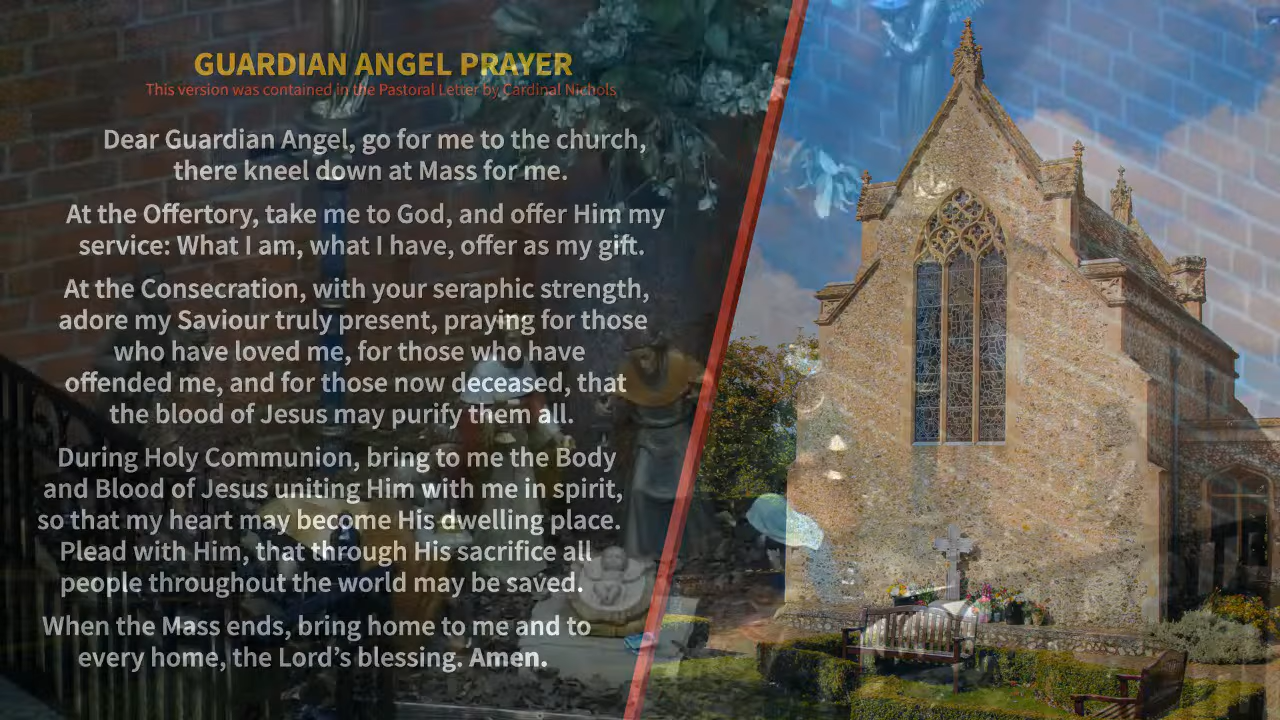 GUARDIAN ANGEL PRAYER
This version was contained in the Pastoral Letter by Cardinal Nichols
Dear Guardian Angel, go for me to the church,
there kneel down at Mass for me.
At the Offertory, take me to God, and offer Him my
service: What I am, what I have, offer as my gift.
At the Consecration, with your seraphic strength,
adore my Saviour truly present, praying for those
who have loved me, for those who have
offended me, and for those now deceased, that
the blood of Jesus may purify them all.
During Holy Communion, bring to me the Body
and Blood of Jesus uniting Him with me in spirit,
so that my heart may become His dwelling place.
Plead with Him, that through His sacrifice all
people throughout the world may be saved.
When the Mass ends, bring home to me and to
every home, the Lord’s blessing. Amen.